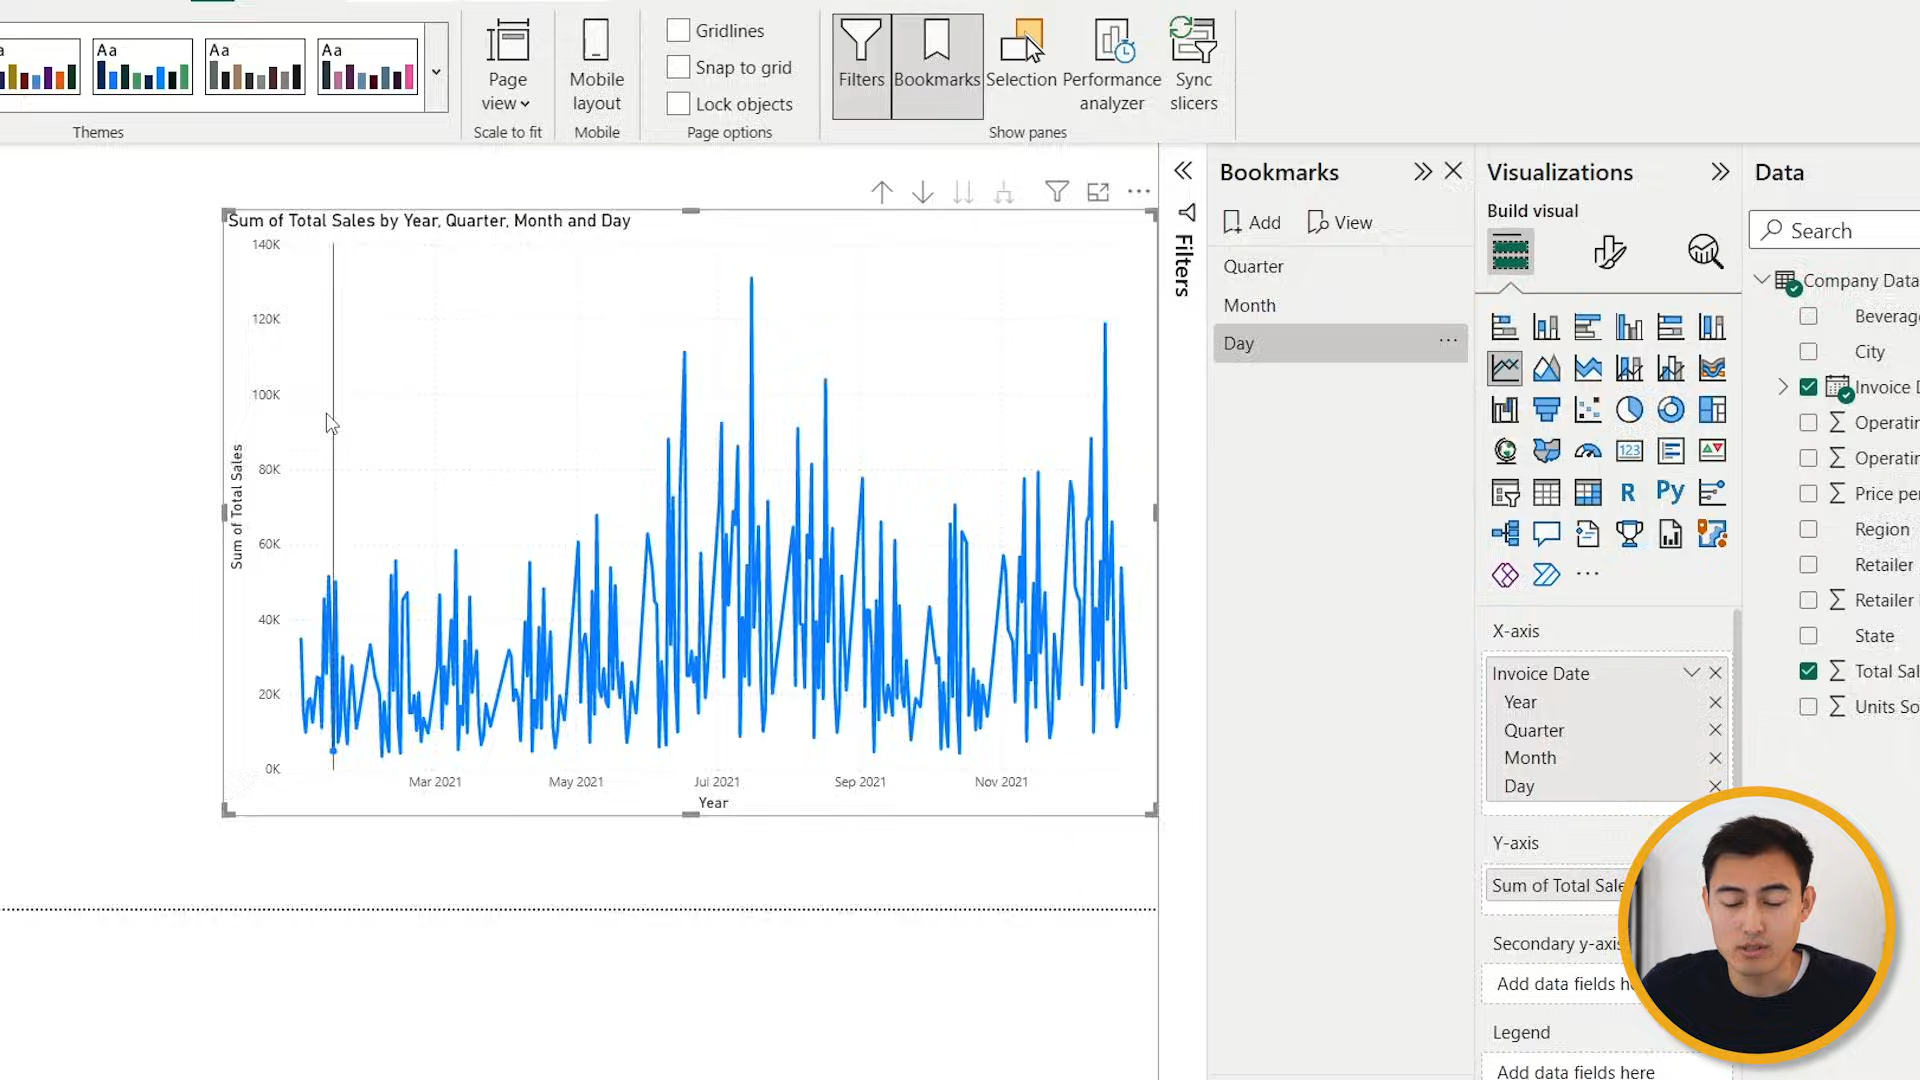 Aa
Aa
Aa
Themes
Page
view
Scale to fit
Mobile
layout
Mobile
Gridlines
Snap to grid
Lock objects
Page options
Filters
Bookmarks
Selection
Performance
analyzer
Sync
slicers
Show panes
Sum of Total Sales by Year, Quarter, Month and Day
140K
120K
100K
80K
60K
40K
20K
0K
Sum of Total Sales
Mar 2021
May 2021
Jul 2021
Sep 2021
Nov 2021
Year
Filters
Bookmarks
Add
View
Quarter
Month
Day
Visualizations
Build visual
123
R
Py
X-axis
Invoice Date
Year
Quarter
Month
Day
Y-axis
Sum of Total Sale
Secondary y-axis
Add data fields he
Legend
Add data fields here
Data
Search
Company Data
Beverag
City
Invoice D
Operatin
Operatin
Price pe
Region
Retailer
Retailer
State
Total Sal
Units So